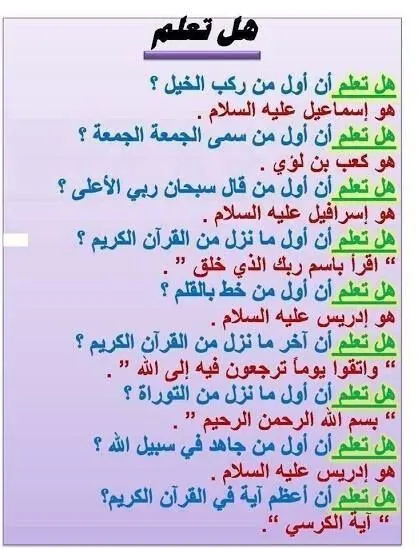 هل تعلم
هل تعلم أن أول من ركب الخيل ؟
هو إسماعيل عليه السلام .
هل تعلم أن أول من سمى الجمعة الجمعة ؟
هو كعب بن لؤي .
هل تعلم أن أول من قال سبحان ربي الأعلى ؟
هو إسرافيل عليه السلام .
هل تعلم أن أول ما نزل من القرآن الكريم ؟
“ اقرأ باسم ربك الذي خلق ” .
هل تعلم أن أول من خط بالقلم ؟
هو إدريس عليه السلام .
هل تعلم أن آخر ما نزل من القرآن الكريم ؟
“ واتقوا يوماً ترجعون فيه إلى الله ” .
هل تعلم أن أول ما نزل من التوراة ؟
“ بسم الله الرحمن الرحيم ” .
هل تعلم أن أول من جاهد في سبيل الله ؟
هو إدريس عليه السلام .
هل تعلم أن أعظم آية في القرآن الكريم؟
“ آية الكرسي ”.